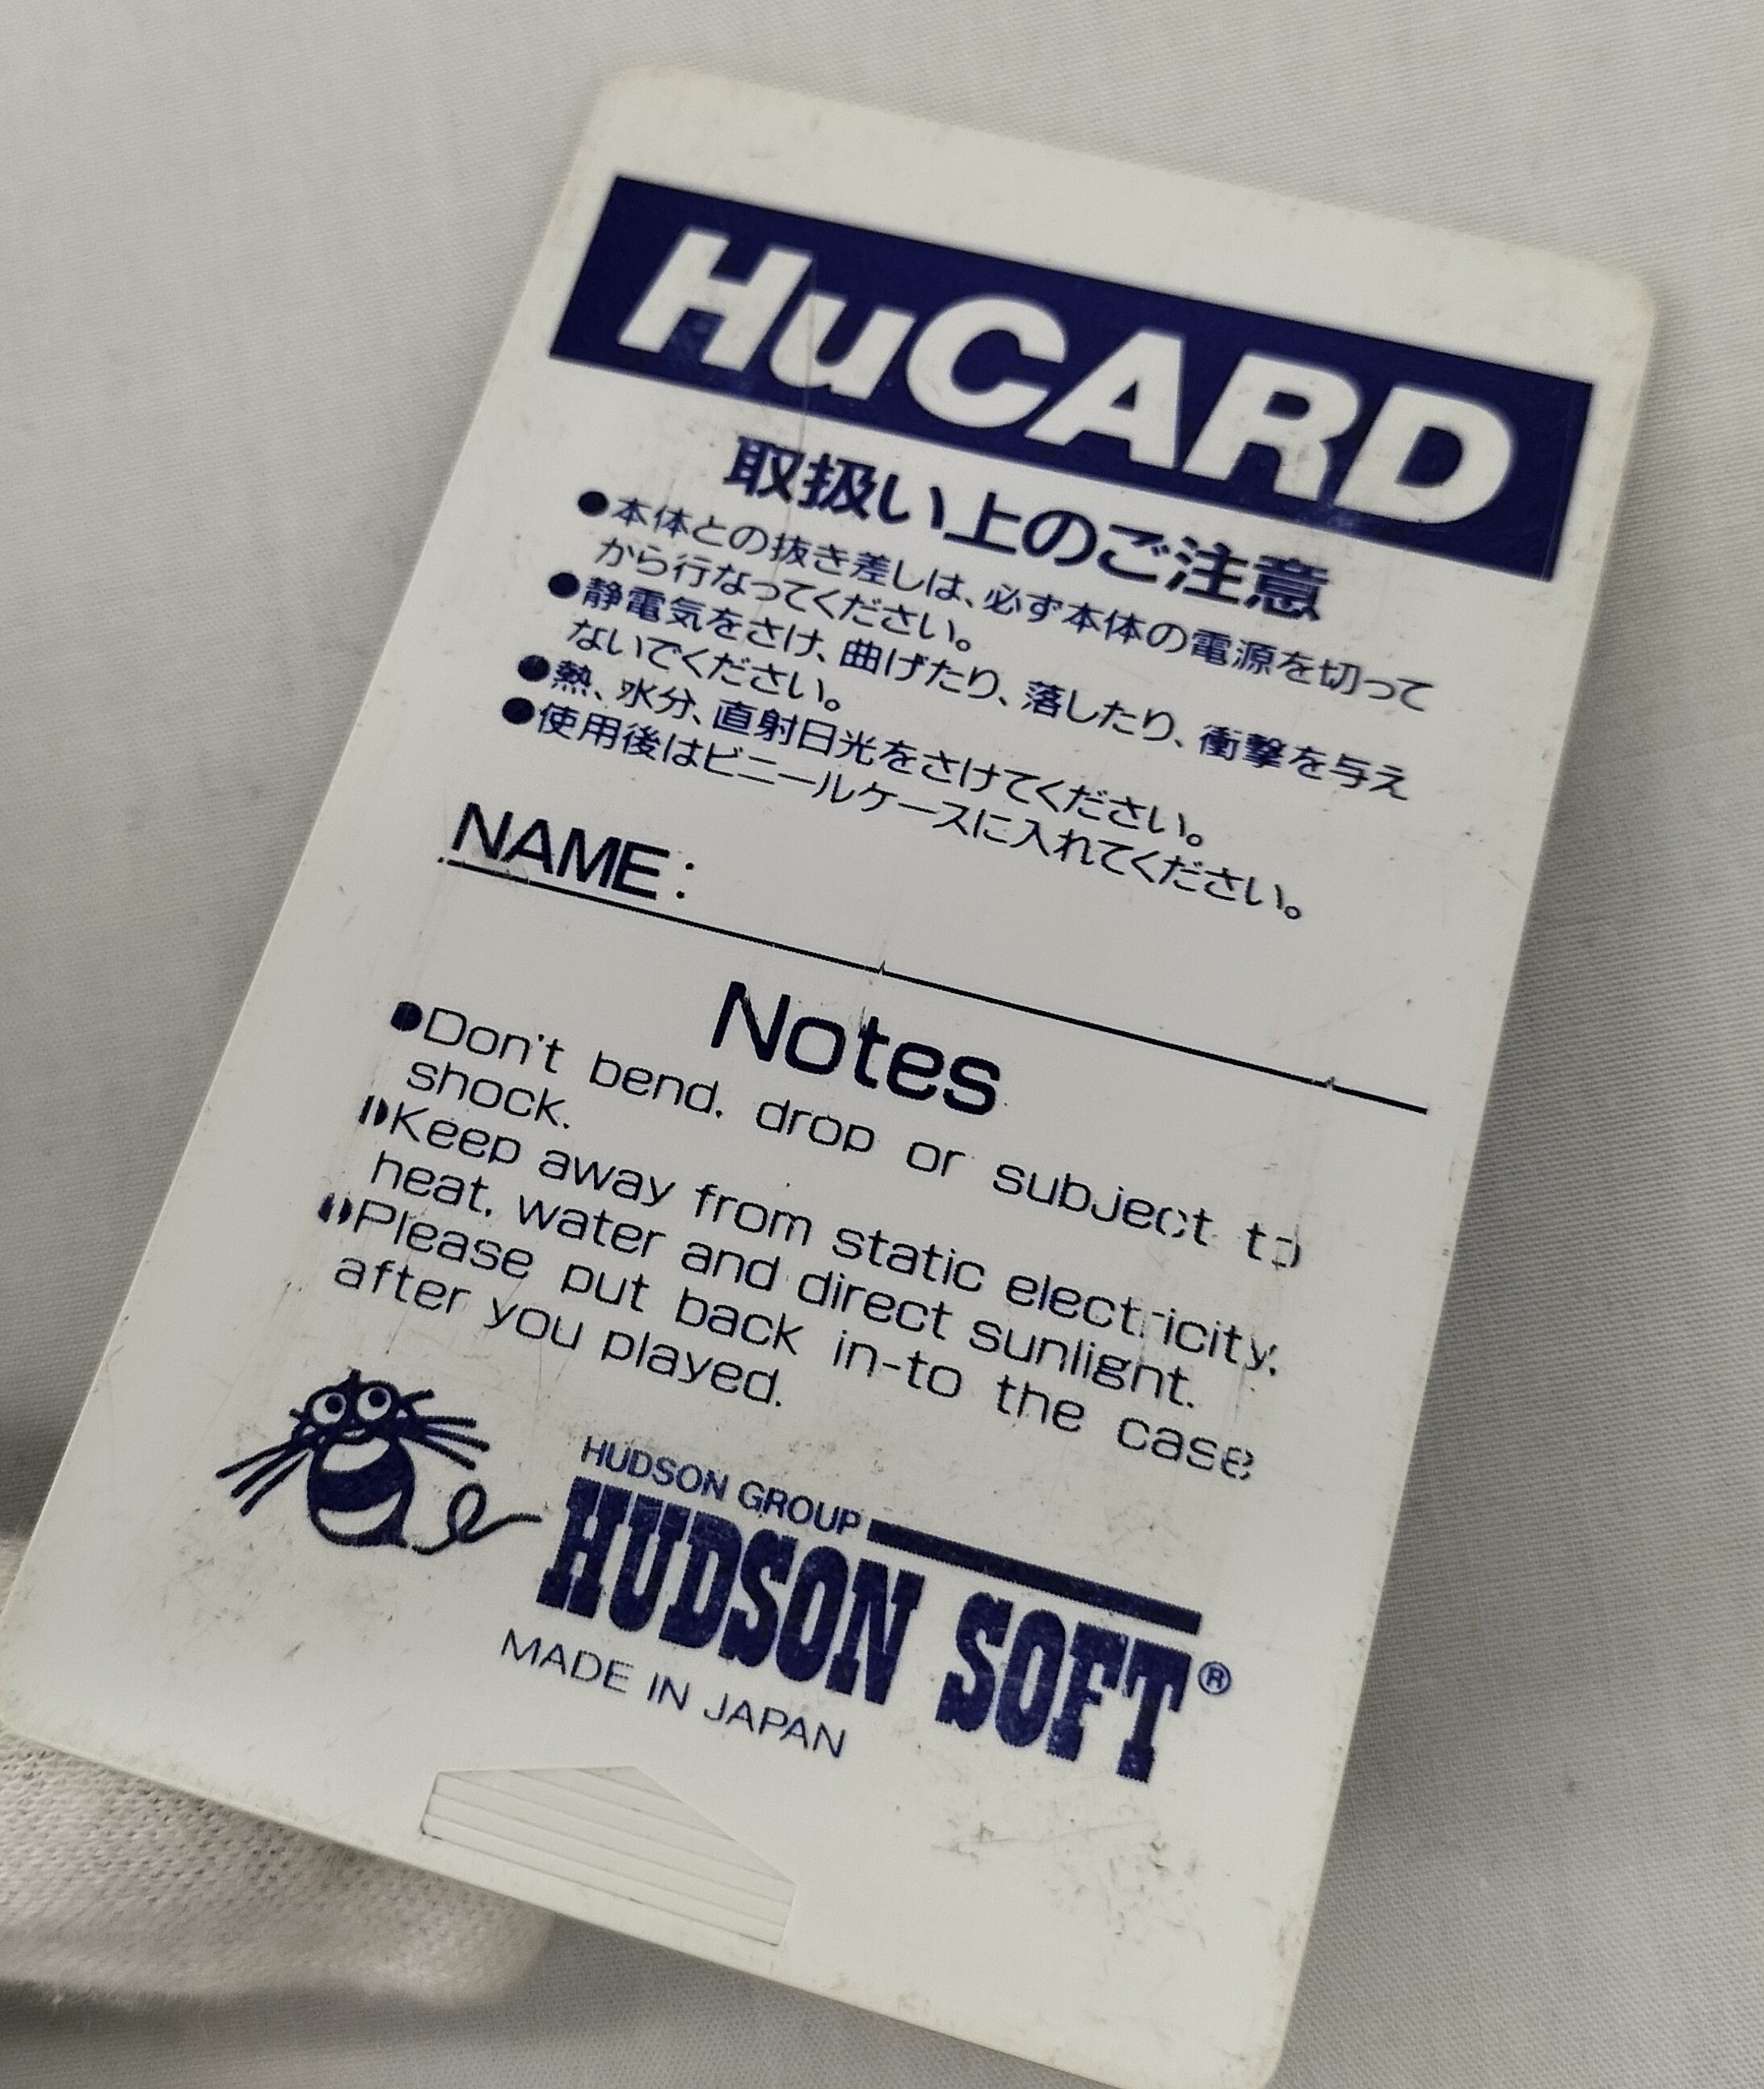 HuCARD
取扱い上のご注意
●本体との抜き差しは、必ず本体の電源を切って
から行なってください。
●静電気をさけ、曲げたり、落したり、衝撃を与え
ないでください。
●熱、水分、直射日光をさけてください。
●使用後はビニールケースに入れてください。
NAME:
Notes
●Don't bend. drop or subject to
shock.
●Keep away from static electricity.
heat. water and direct sunlight.
●Please put back in-to the case
after you played.
HUDSON GROUP
HUDSON SOFT®
MADE IN JAPAN